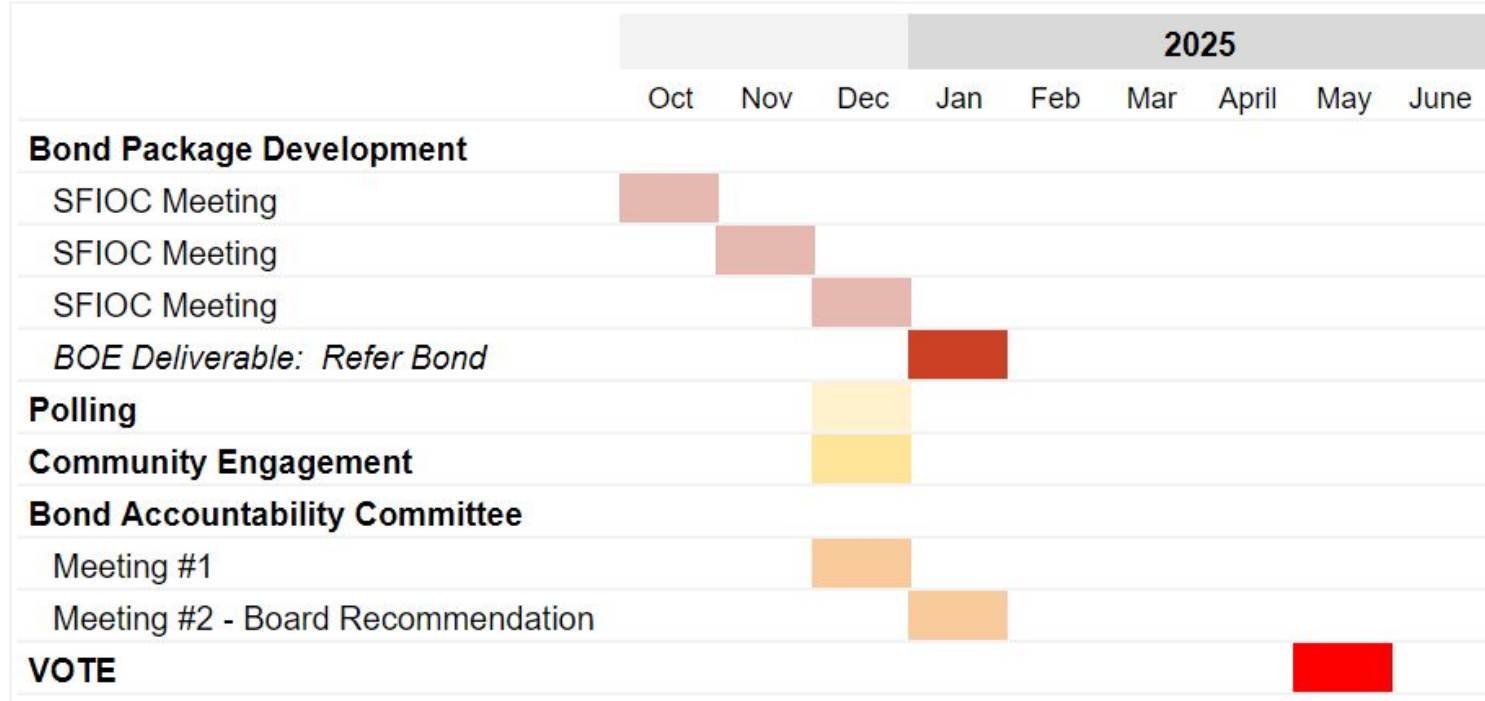 2025
Oct Nov Dec Jan Feb Mar April May June
Bond Package Development
SFIOC Meeting
SFIOC Meeting
SFIOC Meeting
BOE Deliverable: Refer Bond
Polling
Community Engagement
Bond Accountability Committee
Meeting #1
Meeting #2 - Board Recommendation
VOTE